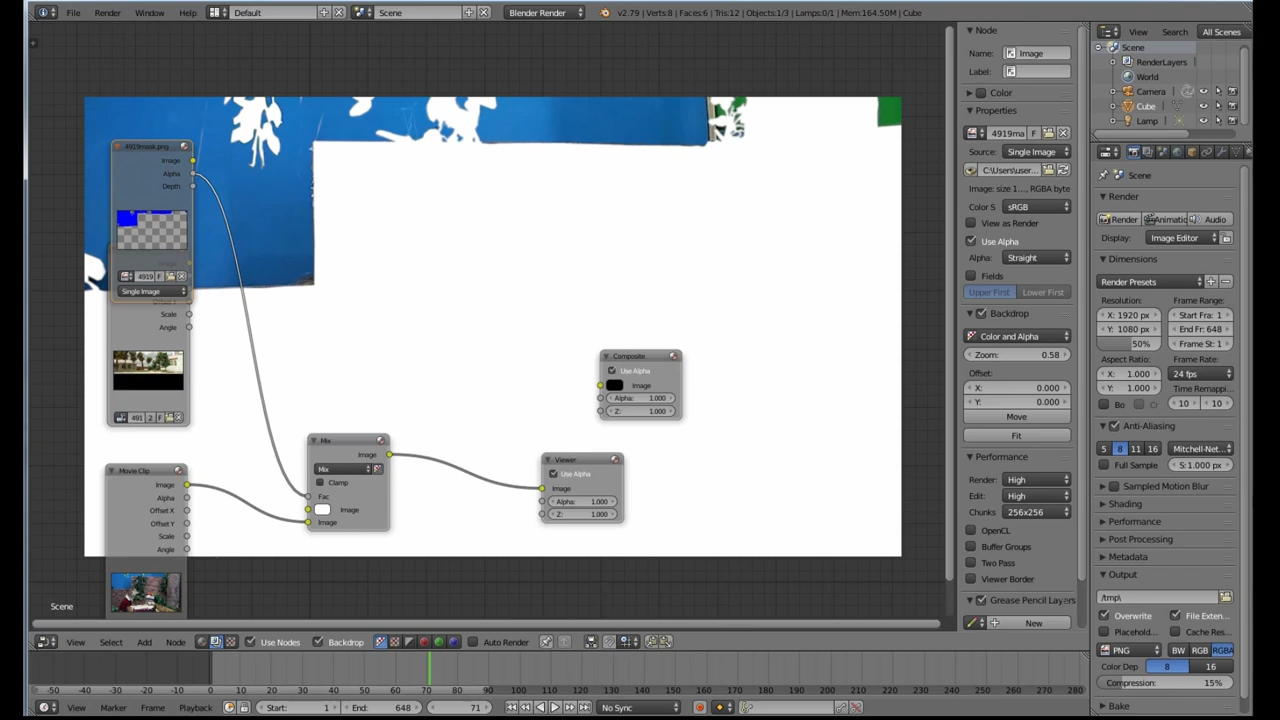 File Render Window Help Default Scene Blender Render v2.79 | Verts:8 | Faces:6 | Tris:12 | Objects:1/3 | Lamps:0/1 | Mem:164.50M | Cube
4919mask.png
Image
Alpha
Depth
4919 F
Single Image
Scale
Angle
491 2 F
Movie Clip
Image
Alpha
Offset X
Offset Y
Scale
Angle
Mix
Image
Mix
Clamp
Fac
Image
Image
Composite
Use Alpha
Image
Alpha: 1.000
Z: 1.000
Viewer
Use Alpha
Image
Alpha: 1.000
Z: 1.000
Scene
View Select Add Node Use Nodes Backdrop Auto Render
Node
Name: Image
Label:
Color
Properties
4919ma F
Source: Single Image
C:\Users\user...
Image: size 1..., RGBA byte
Color S sRGB
View as Render
Use Alpha
Alpha: Straight
Fields
Upper First Lower First
Backdrop
Color and Alpha
Zoom: 0.58
Offset:
X: 0.000
Y: 0.000
Move
Fit
Performance
Render: High
Edit: High
Chunks 256x256
OpenCL
Buffer Groups
Two Pass
Viewer Border
Grease Pencil Layers
New
View Search All Scenes
Scene
RenderLayers
World
Camera
Cube
Lamp
Scene
Render
Render Animatic Audio
Display: Image Editor
Dimensions
Render Presets
Resolution: Frame Range:
X: 1920 px Start Fra: 1
Y: 1080 px End Fr: 648
50% Frame St: 1
Aspect Ratio: Frame Rate:
X: 1.000 24 fps
Y: 1.000 Time Remappi...
Bo Cr 10 10
Anti-Aliasing
5 8 11 16 Mitchell-Net...
Full Sample S: 1.000 px
Sampled Motion Blur
Shading
Performance
Post Processing
Metadata
Output
/tmp\
Overwrite File Exten...
Placehold... Cache Res...
PNG BW RGB RGBA
Color Dep 8 16
Compression: 15%
Bake
-50 -40 -30 -20 -10 0 10 20 30 40 50 60 70 80 90 100 110 120 130 140 150 160 170 180 190 200 210 220 230 240 250 260 270 280
View Marker Frame Playback Start: 1 End: 648 71 No Sync